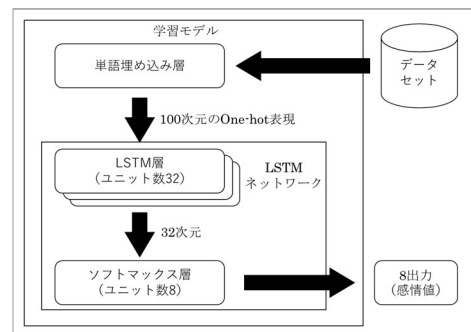 学習モデル
単語埋め込み層
データ
セット
100次元のOne-hot表現
LSTM層
(ユニット数32)
LSTM
ネットワーク
32次元
ソフトマックス層
(ユニット数8)
8出力
(感情値)